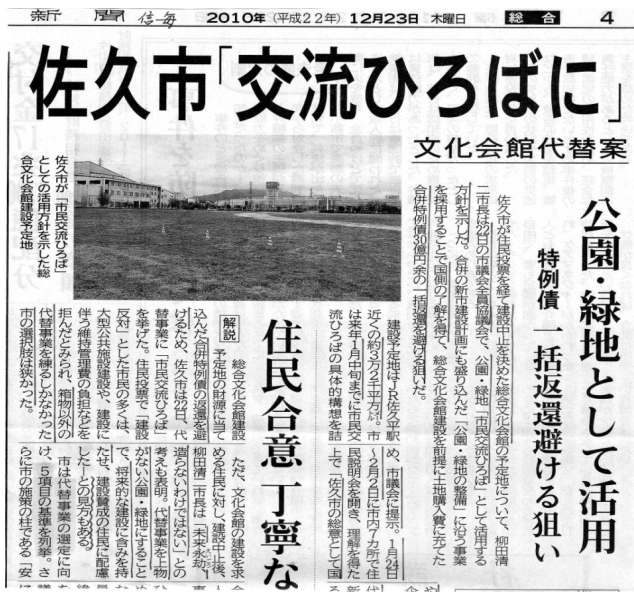 新聞
信毎
2010年（平成22年）12月23日 木曜日
総合
4
佐久市「交流ひろばに」
文化会館代替案
公園・緑地として活用
特例債 一括返還避ける狙い
佐久市が住民投票を経て建設中止を決めた総合文化会館の予定地について、柳田清
二市長は22日の市議会全員協議会で、公園・緑地「市民交流ひろば」として活用する
方針を示した。合併の新市建設計画にも盛り込んだ「公園・緑地の整備」に沿う事業
を採用することで国側の了解を得て、総合文化会館建設を前提に土地購入費に充てた
合併特例債30億円余の一括返還を避ける狙いだ。
佐久市が「市民交流ひろば」
としての活用方針を示した総
合文化会館建設予定地
建設予定地はJR佐久平駅
近くの約3万2千平方㍍。市
は来年1月中旬までに市民交
流ひろばの具体的構想を詰
め、市議会に提示。1月24日
～2月2日に市内7カ所で住
民説明会を開き、理解を得た
上で「佐久市の総意として国
住民合意 丁寧な
解説
総合文化会館建設
予定地の財源に当て
込んだ合併特例債の返還を避
けるため、佐久市は22日、代
替事業に「市民交流ひろば」
を挙げた。住民投票で「建設
反対」とした市民の多くは、
大型公共施設建設や、建設に
伴う維持管理費の負担などを
拒んだとみられ、箱物以外の
代替事業を練るしかなかった
市の選択肢は狭かった。
ただ、文化会館の建設を求
める住民に対し、建設中止後、
柳田清二市長は「未来永劫、
造らないわけではない」との
考えも表明。代替事業を上物
がない公園・緑地にすること
で、将来的な建設に含みを持
たせ、建設賛成の住民に配慮
した―との見方もある。
市は代替事業の選定に向
け、5項目の基準を列挙。さ
らに市の施策の柱である「安